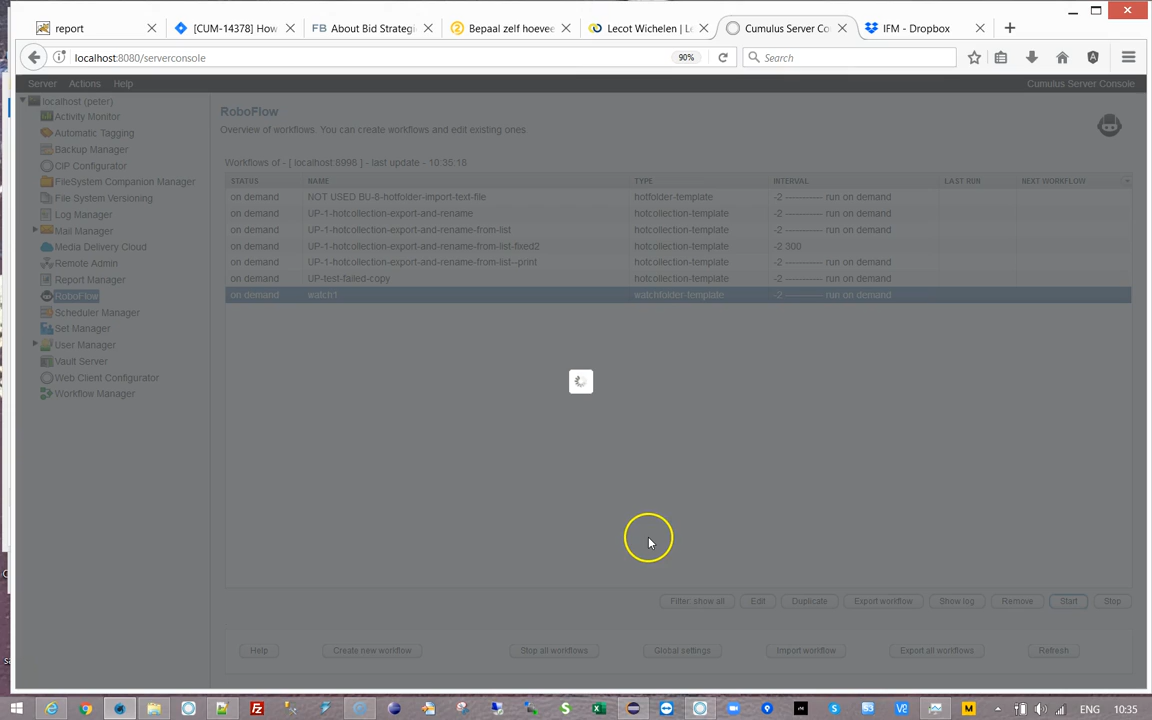 report
[CUM-14378] How
FB About Bid Strategi
Bepaal zelf hoevee
Lecot Wichelen | Le
Cumulus Server Co
IFM - Dropbox
localhost:8080/serverconsole
90%
Search
Server Actions Help
Cumulus Server Console
localhost (peter)
Activity Monitor
Automatic Tagging
Backup Manager
CIP Configurator
FileSystem Companion Manager
File System Versioning
Log Manager
Mail Manager
Media Delivery Cloud
Remote Admin
Report Manager
RoboFlow
Scheduler Manager
Set Manager
User Manager
Vault Server
Web Client Configurator
Workflow Manager
RoboFlow
Overview of workflows. You can create workflows and edit existing ones
Workflows of - [ localhost:8998 ] - last update - 10:35:18
STATUS NAME TYPE INTERVAL LAST RUN NEXT WORKFLOW
on demand NOT USED BU-8-hotfolder-import-text-file hotfolder-template -2 ------------ run on demand
on demand UP-1-hotcollection-export-and-rename hotcollection-template -2 ------------ run on demand
on demand UP-1-hotcollection-export-and-rename-from-list hotcollection-template -2 ------------ run on demand
on demand UP-1-hotcollection-export-and-rename-from-list-fixed2 hotcollection-template -2 300
on demand UP-1-hotcollection-export-and-rename-from-list--print hotcollection-template -2 ------------ run on demand
on demand UP-test-failed-copy hotcollection-template -2 ------------ run on demand
on demand watch1 watchfolder-template -2 ------------ run on demand
Filter: show all Edit Duplicate Export workflow Show log Remove Start Stop
Help Create new workflow Stop all workflows Global settings Import workflow Export all workflows Refresh
ENG 10:35